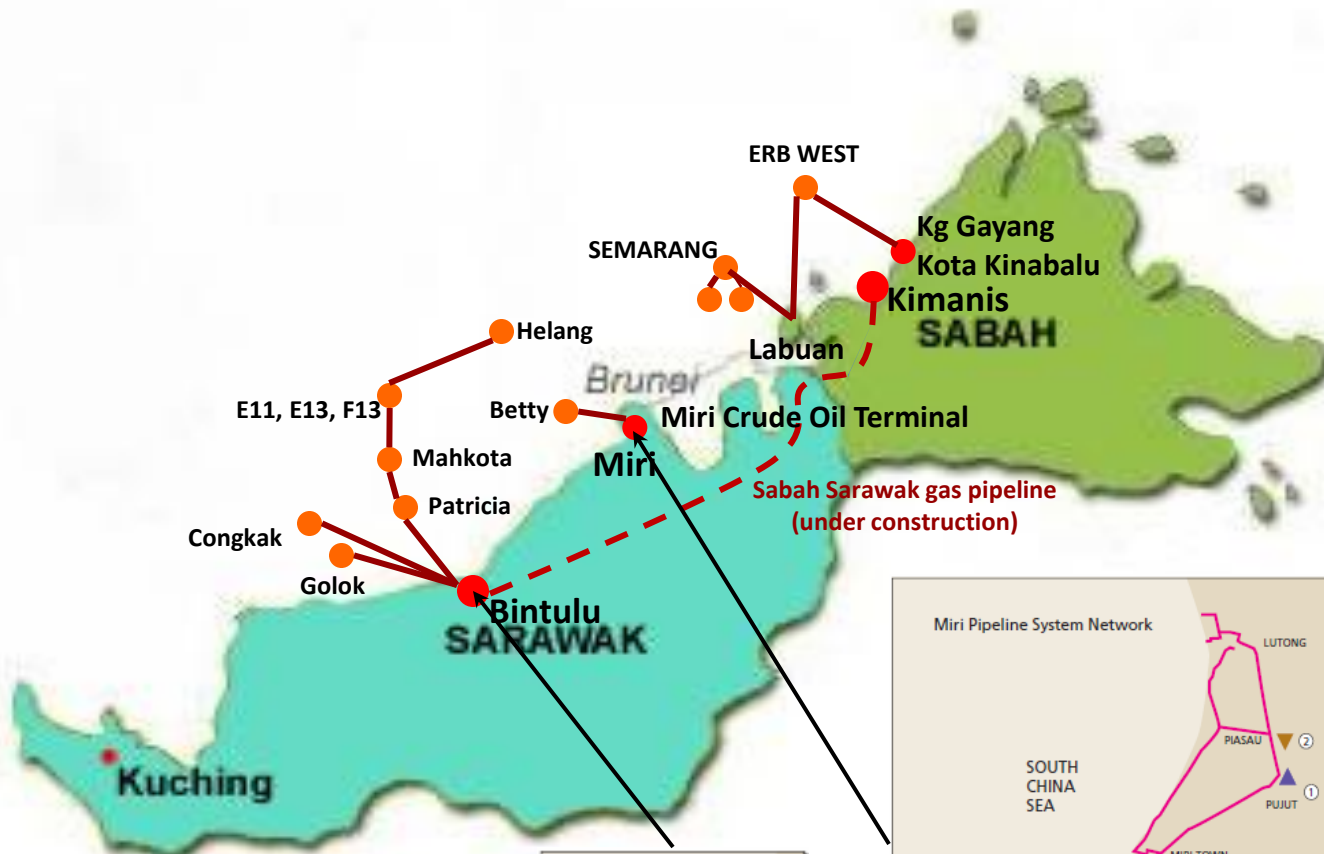 ERB WEST
Kg Gayang
SEMARANG
Kota Kinabalu
Kimanis
Helang
Labuan
SABAH
Brunei
E11, E13, F13
Betty
Miri Crude Oil Terminal
Mahkota
Miri
Sabah Sarawak gas pipeline
(under construction)
Patricia
Congkak
Golok
Bintulu
SARAWAK
Kuching
Miri Pipeline System Network
LUTONG
PIASAU
2
SOUTH
CHINA
SEA
1
PUJUT
MIRI TOWN